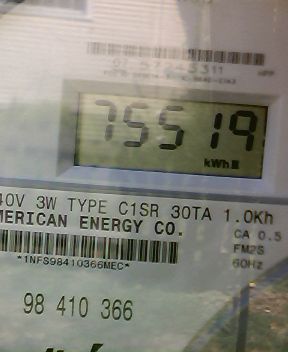 75519
kWh
40V 3W TYPE C1SR 30TA 1.0Kh
MERICAN ENERGY CO.
CA 0.5
FM2S
60Hz
*1NFS98410366MEC*
98 410 366